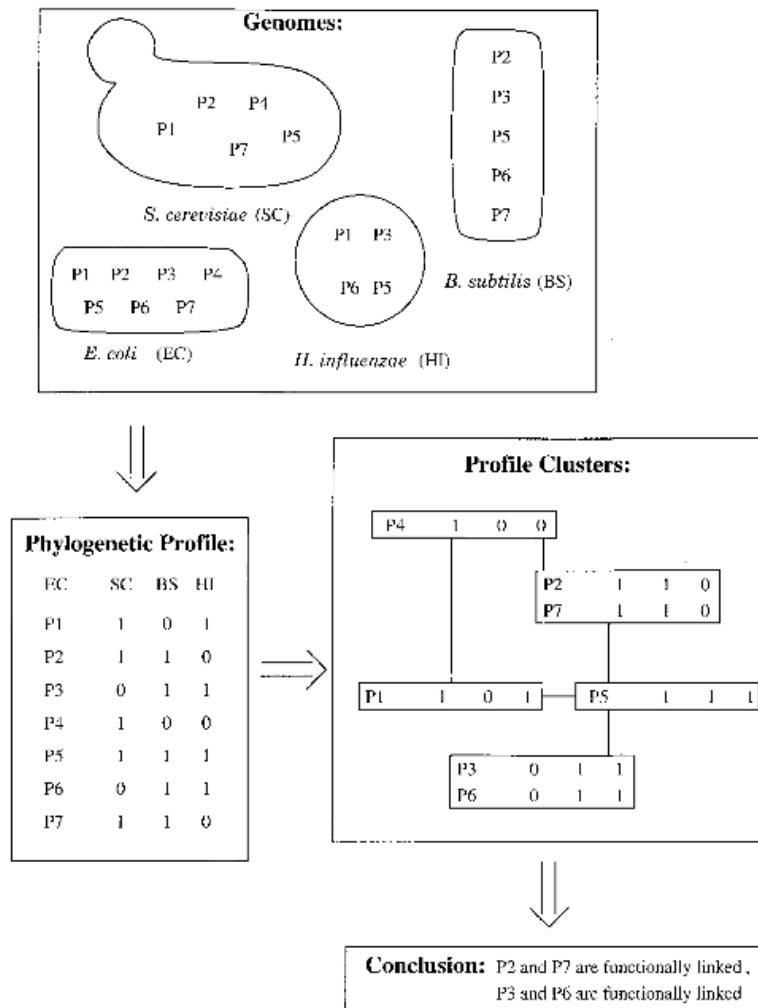 Genomes:
P2 P4
P1 P5
P7
S. cerevisiae (SC)
P2
P3
P5
P6
P7
B. subtilis (BS)
P1 P3
P6 P5
H. influenzae (HI)
P1 P2 P3 P4
P5 P6 P7
E. coli (EC)
Phylogenetic Profile:
EC SC BS HI
P1 1 0 1
P2 1 1 0
P3 0 1 1
P4 1 0 0
P5 1 1 1
P6 0 1 1
P7 1 1 0
Profile Clusters:
P4 1 0 0
P2 1 1 0
P7 1 1 0
P1 1 0 1
P5 1 1 1
P3 0 1 1
P6 0 1 1
Conclusion: P2 and P7 are functionally linked,
P3 and P6 are functionally linked